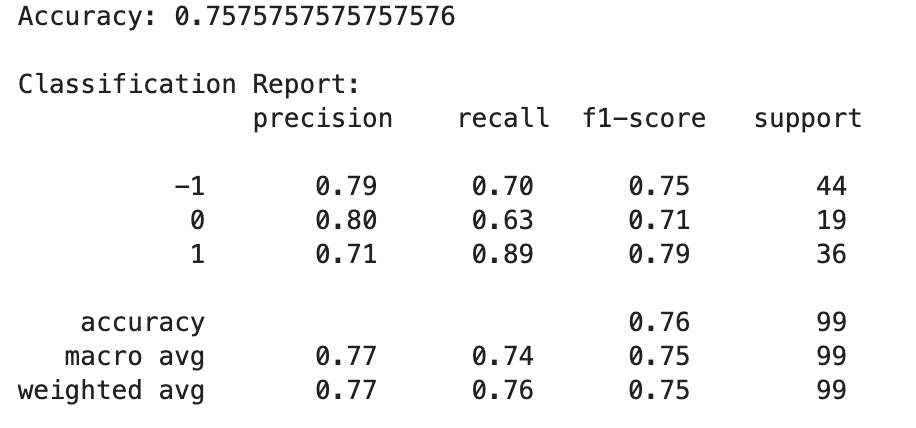 Accuracy: 0.7575757575757576
Classification Report:
precision recall f1-score support
-1 0.79 0.70 0.75 44
0 0.80 0.63 0.71 19
1 0.71 0.89 0.79 36
accuracy 0.76 99
macro avg 0.77 0.74 0.75 99
weighted avg 0.77 0.76 0.75 99